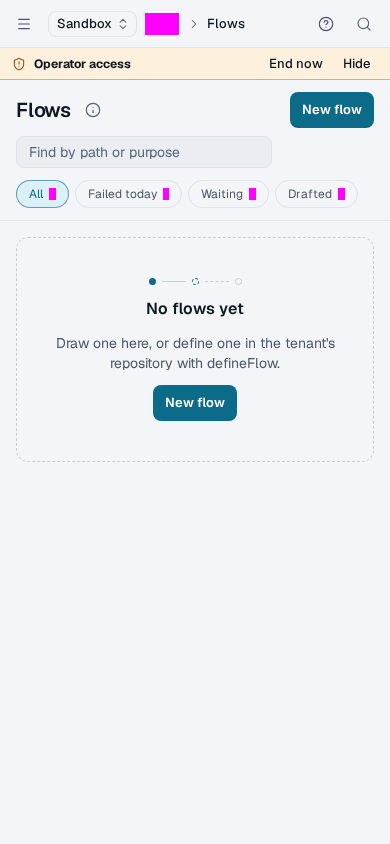 Sandbox
Flows
Operator access
End now
Hide
Flows
New flow
Find by path or purpose
All
Failed today
Waiting
Drafted
No flows yet
Draw one here, or define one in the tenant's
repository with defineFlow.
New flow